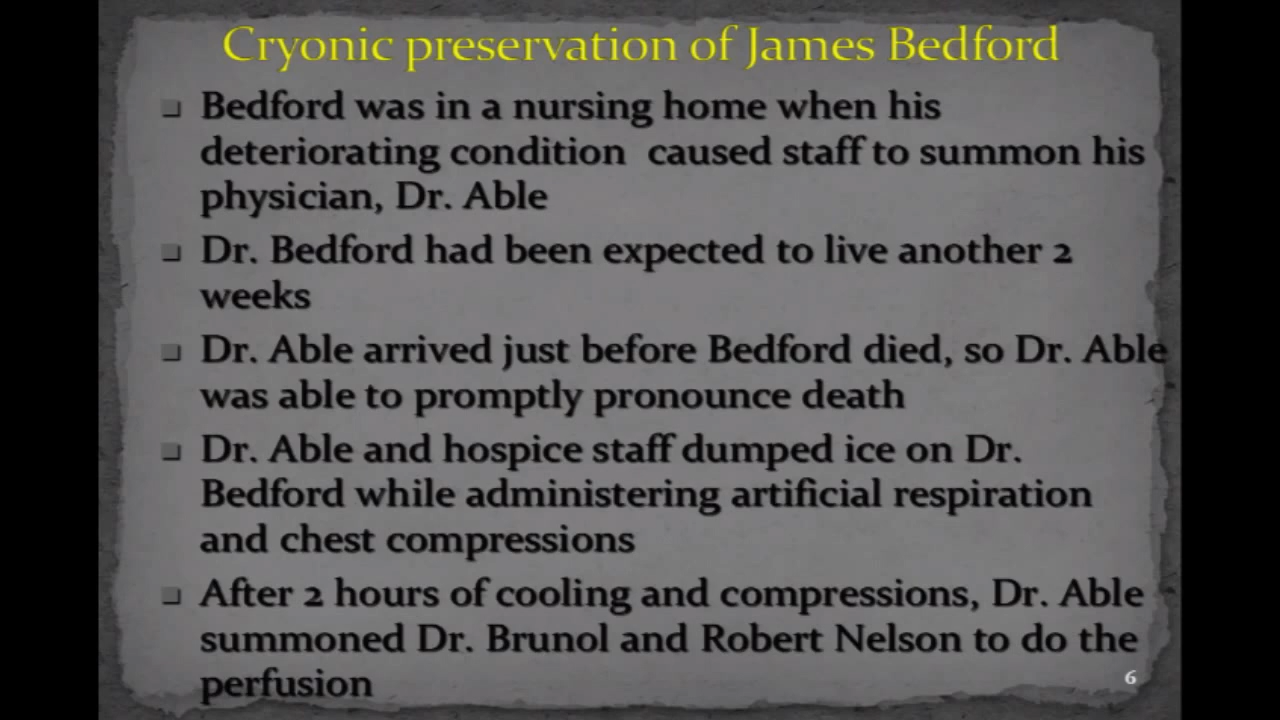 Cryonic preservation of James Bedford
Bedford was in a nursing home when his
deteriorating condition caused staff to summon his
physician, Dr. Able
Dr. Bedford had been expected to live another 2
weeks
Dr. Able arrived just before Bedford died, so Dr. Able
was able to promptly pronounce death
Dr. Able and hospice staff dumped ice on Dr.
Bedford while administering artificial respiration
and chest compressions
After 2 hours of cooling and compressions, Dr. Able
summoned Dr. Brunol and Robert Nelson to do the
perfusion
6